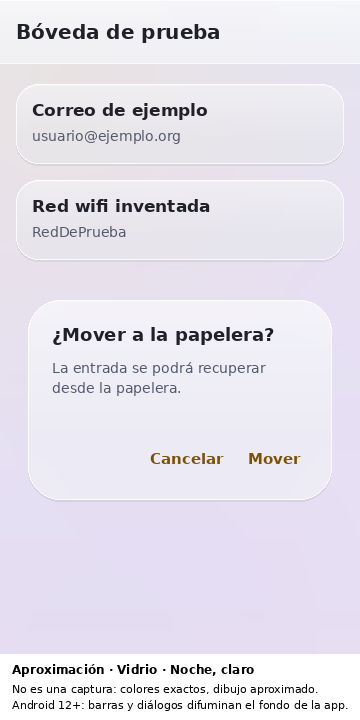 Bóveda de prueba
Correo de ejemplo
usuario@ejemplo.org
Red wifi inventada
RedDePrueba
¿Mover a la papelera?
La entrada se podrá recuperar
desde la papelera.
Cancelar Mover
Aproximación · Vidrio · Noche, claro
No es una captura: colores exactos, dibujo aproximado.
Android 12+: barras y diálogos difuminan el fondo de la app.